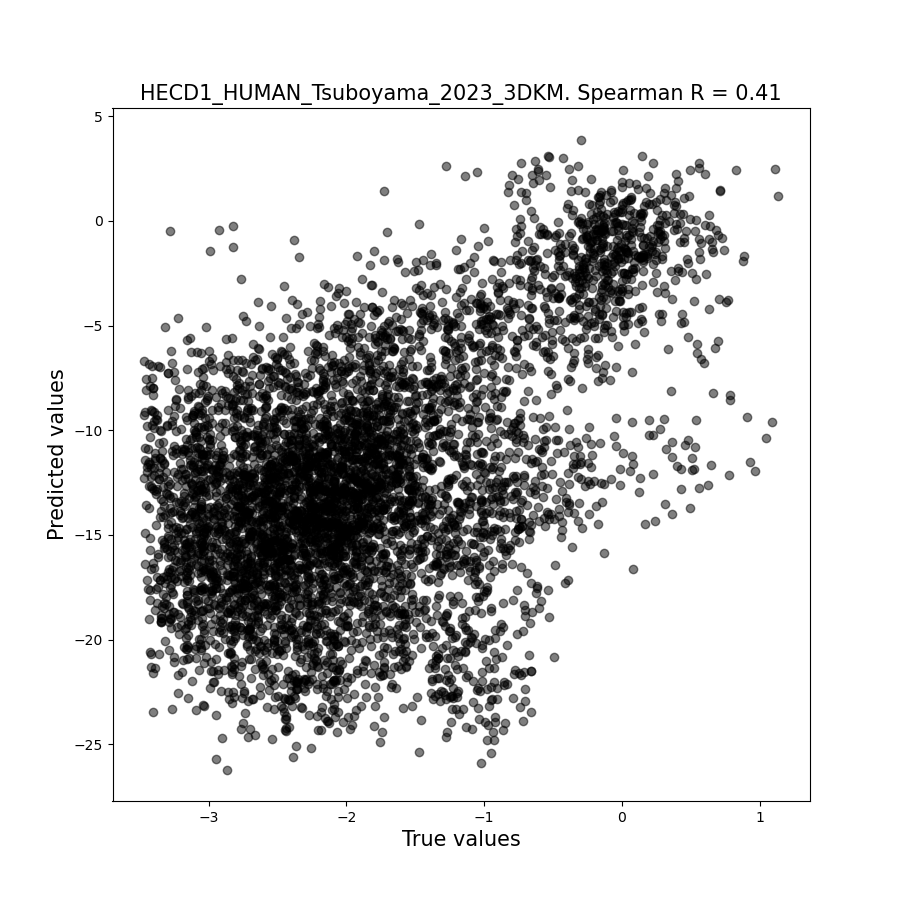 HECD1_HUMAN_Tsuboyama_2023_3DKM. Spearman R = 0.41
5
0
−5
−10
−15
−20
−25
Predicted values
−3 −2 −1 0 1
True values